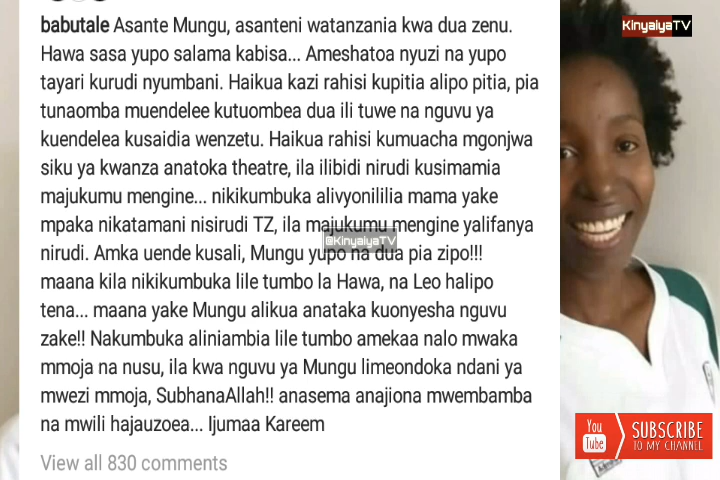 KinyaiyaTV
babutale Asante Mungu, asanteni watanzania kwa dua zenu.
Hawa sasa yupo salama kabisa... Ameshatoa nyuzi na yupo
tayari kurudi nyumbani. Haikua kazi rahisi kupitia alipo pitia, pia
tunaomba muendelee kutuombea dua ili tuwe na nguvu ya
kuendelea kusaidia wenzetu. Haikua rahisi kumuacha mgonjwa
siku ya kwanza anatoka theatre, ila ilibidi nirudi kusimamia
majukumu mengine... nikikumbuka alivyonililia mama yake
mpaka nikatamani nisirudi TZ, ila majukumu mengine yalifanya
@KinyaiyaTV
nirudi. Amka uende kusali, Mungu yupo na dua pia zipo!!!
maana kila nikikumbuka lile tumbo la Hawa, na Leo halipo
tena... maana yake Mungu alikua anataka kuonyesha nguvu
zake!! Nakumbuka aliniambia lile tumbo amekaa nalo mwaka
mmoja na nusu, ila kwa nguvu ya Mungu limeondoka ndani ya
mwezi mmoja, SubhanaAllah!! anasema anajiona mwembamba
na mwili hajauzoea... Ijumaa Kareem
View all 830 comments
You
Tube
SUBSCRIBE
TO MY CHANNEL